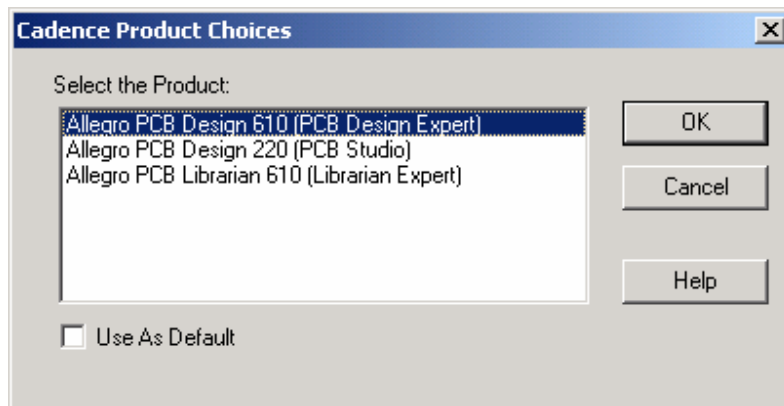 Cadence Product Choices
Select the Product:
Allegro PCB Design 610 (PCB Design Expert)
Allegro PCB Design 220 (PCB Studio)
Allegro PCB Librarian 610 (Librarian Expert)
OK
Cancel
Help
Use As Default